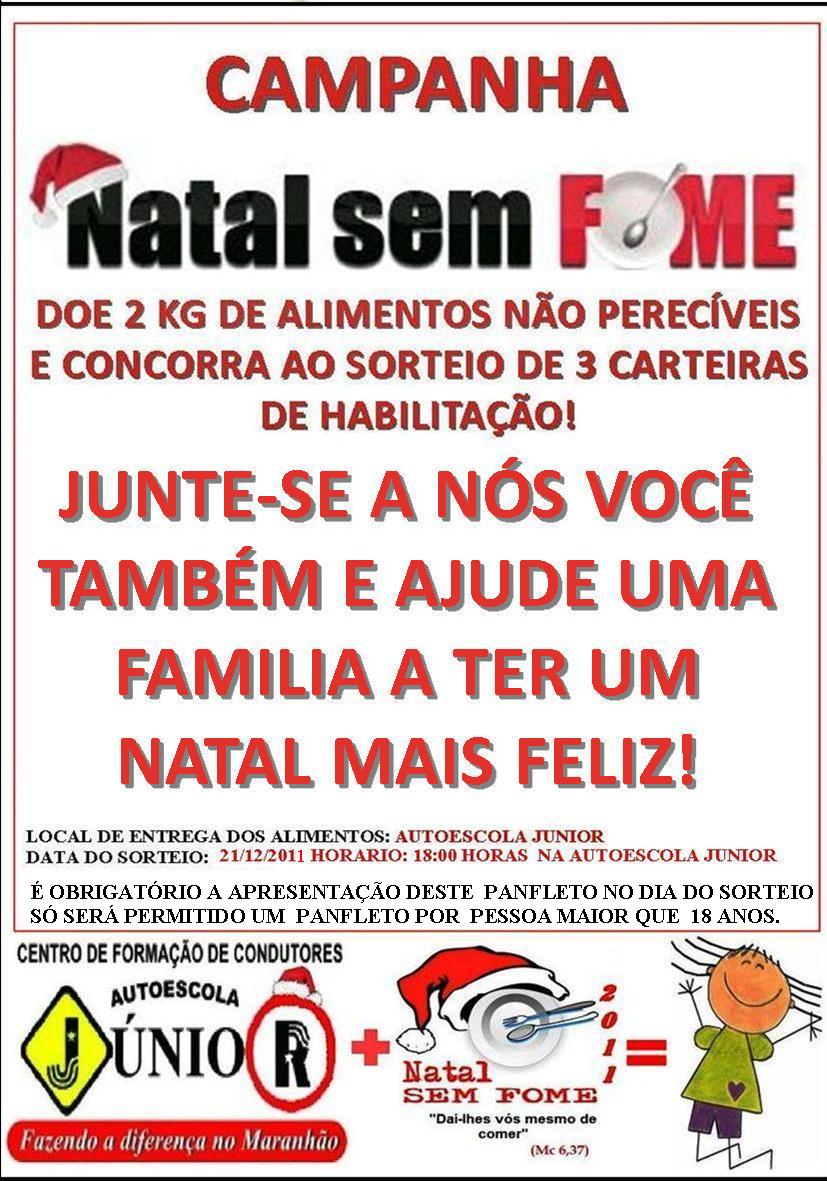 CAMPANHA
Natal sem FOME
DOE 2 KG DE ALIMENTOS NÃO PERECÍVEIS
E CONCORRA AO SORTEIO DE 3 CARTEIRAS
DE HABILITAÇÃO!
JUNTE-SE A NÓS VOCÊ
TAMBÉM E AJUDE UMA
FAMILIA A TER UM
NATAL MAIS FELIZ!
LOCAL DE ENTREGA DOS ALIMENTOS: AUTOESCOLA JUNIOR
DATA DO SORTEIO: 21/12/2011 HORARIO: 18:00 HORAS NA AUTOESCOLA JUNIOR
É OBRIGATÓRIO A APRESENTAÇÃO DESTE PANFLETO NO DIA DO SORTEIO
SÓ SERÁ PERMITIDO UM PANFLETO POR PESSOA MAIOR QUE 18 ANOS.
CENTRO DE FORMAÇÃO DE CONDUTORES
AUTOESCOLA
JÚNIOR
Fazendo a diferença no Maranhão
+
2011
Natal
SEM FOME
"Dai-lhes vós mesmo de
comer"
(Mc 6,37)
=